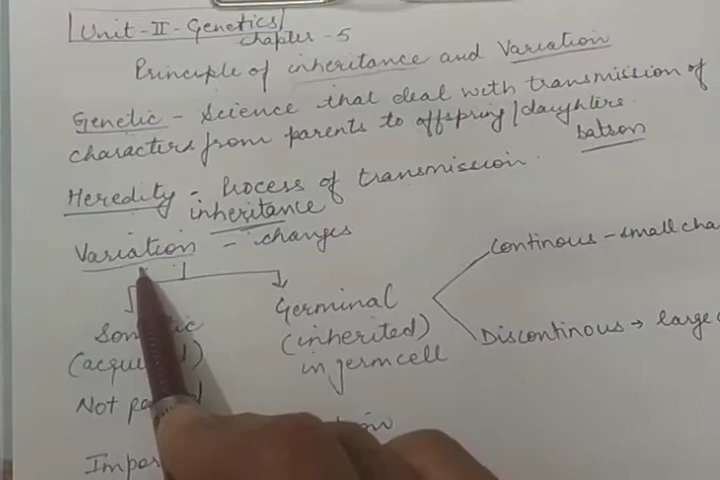 Unit-II-Genetics
Chapter-5
Principle of inheritance and Variation
Genetic - Science that deal with transmission of
characters from parents to offspring/daughters.
batson
Heredity - Process of transmission.
inheritance
Variation - changes
Continous - small
Germinal
(inherited)
in germcell
Discontinous → large
Not